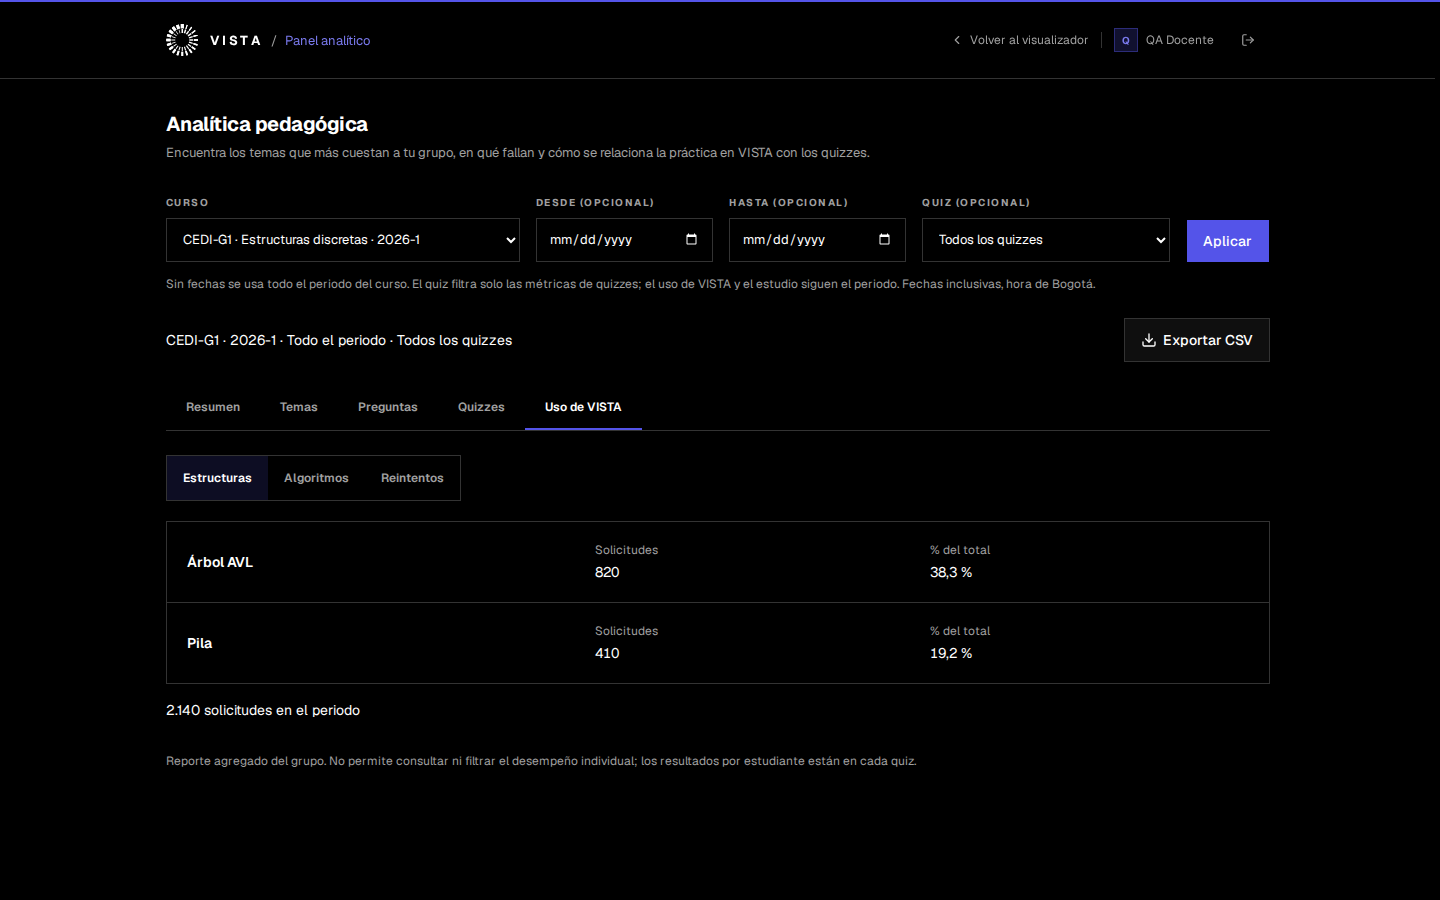 VISTA / Panel analítico
Volver al visualizador
Q QA Docente
Analítica pedagógica
Encuentra los temas que más cuestan a tu grupo, en qué fallan y cómo se relaciona la práctica en VISTA con los quizzes.
CURSO
DESDE (OPCIONAL)
HASTA (OPCIONAL)
QUIZ (OPCIONAL)
CEDI-G1 · Estructuras discretas · 2026-1
mm/dd/yyyy
mm/dd/yyyy
Todos los quizzes
Aplicar
Sin fechas se usa todo el periodo del curso. El quiz filtra solo las métricas de quizzes; el uso de VISTA y el estudio siguen el periodo. Fechas inclusivas, hora de Bogotá.
CEDI-G1 · 2026-1 · Todo el periodo · Todos los quizzes
Exportar CSV
Resumen
Temas
Preguntas
Quizzes
Uso de VISTA
Estructuras
Algoritmos
Reintentos
Árbol AVL
Solicitudes
820
% del total
38,3 %
Pila
Solicitudes
410
% del total
19,2 %
2.140 solicitudes en el periodo
Reporte agregado del grupo. No permite consultar ni filtrar el desempeño individual; los resultados por estudiante están en cada quiz.